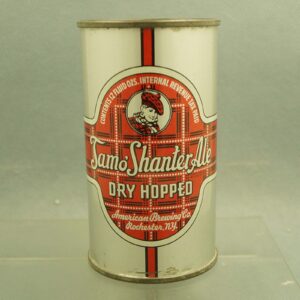 CONTENTS 12 FLUID OZS. INTERNAL REVENUE TAX PAID
Tam o' Shanter Ale
DRY HOPPED
American Brewing Co.
Rochester, N.Y.